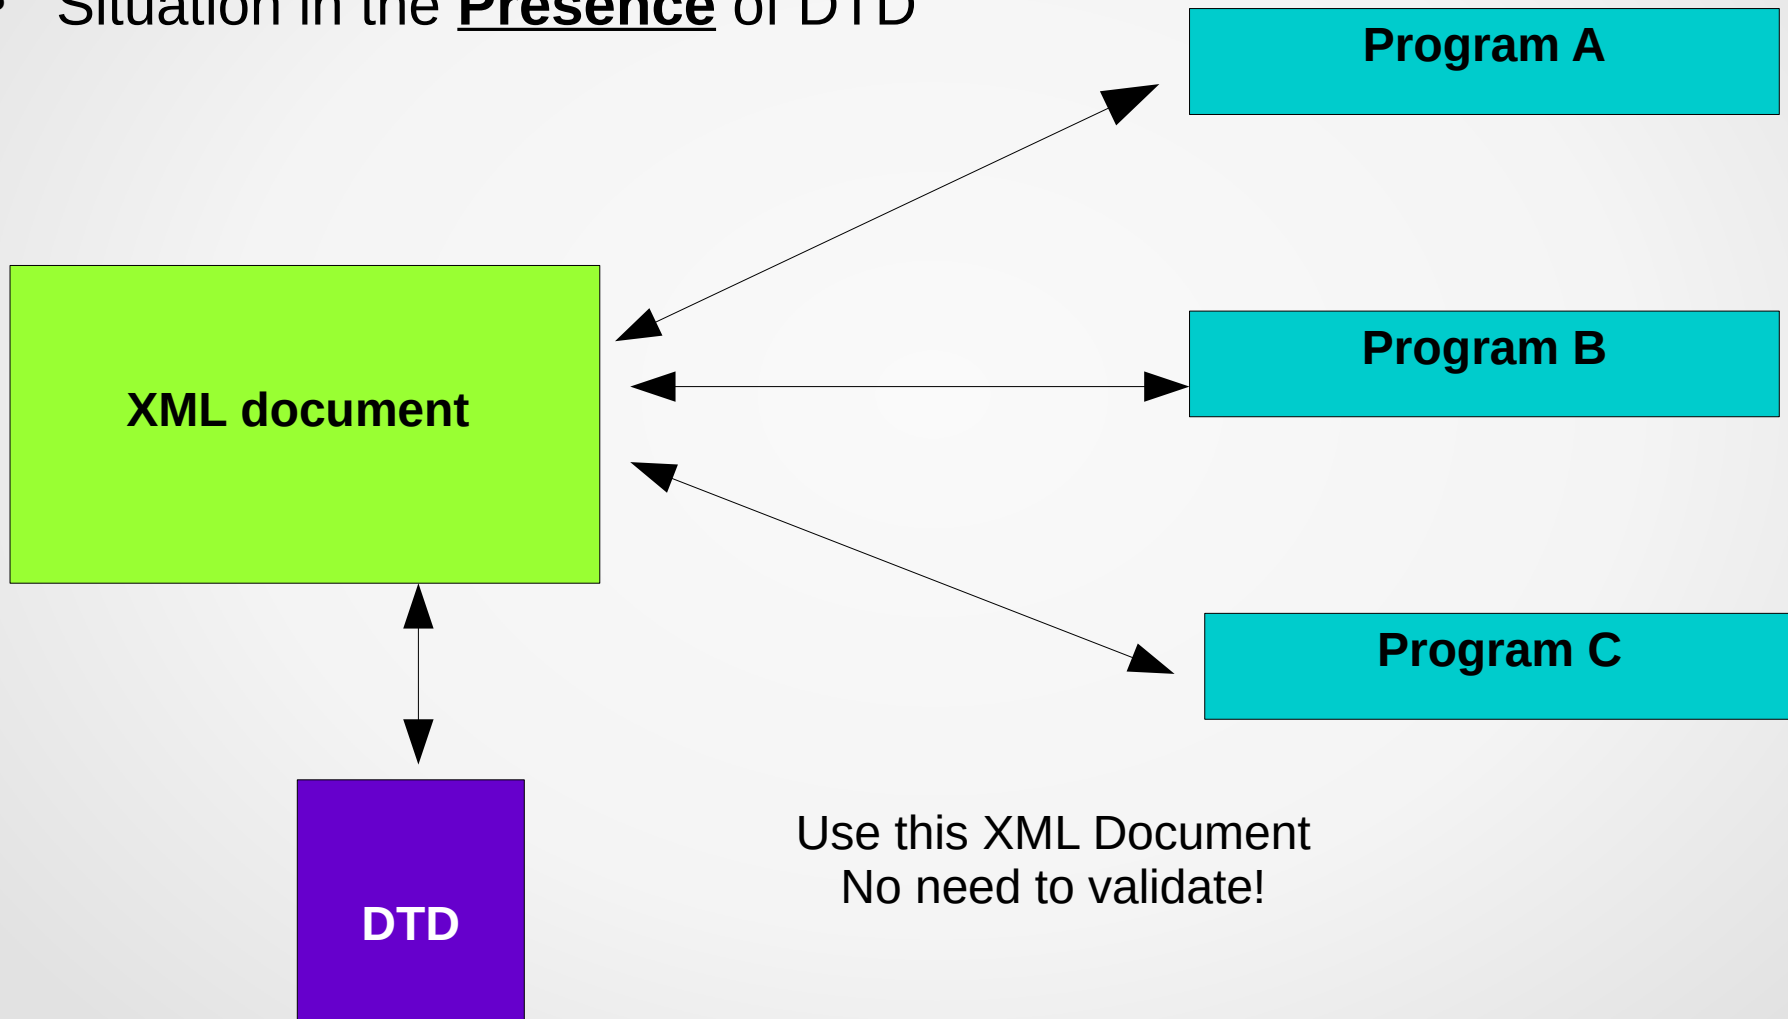 • Situation in the Presence of DTD
Program A
Program B
XML document
Program C
Use this XML Document
No need to validate!
DTD